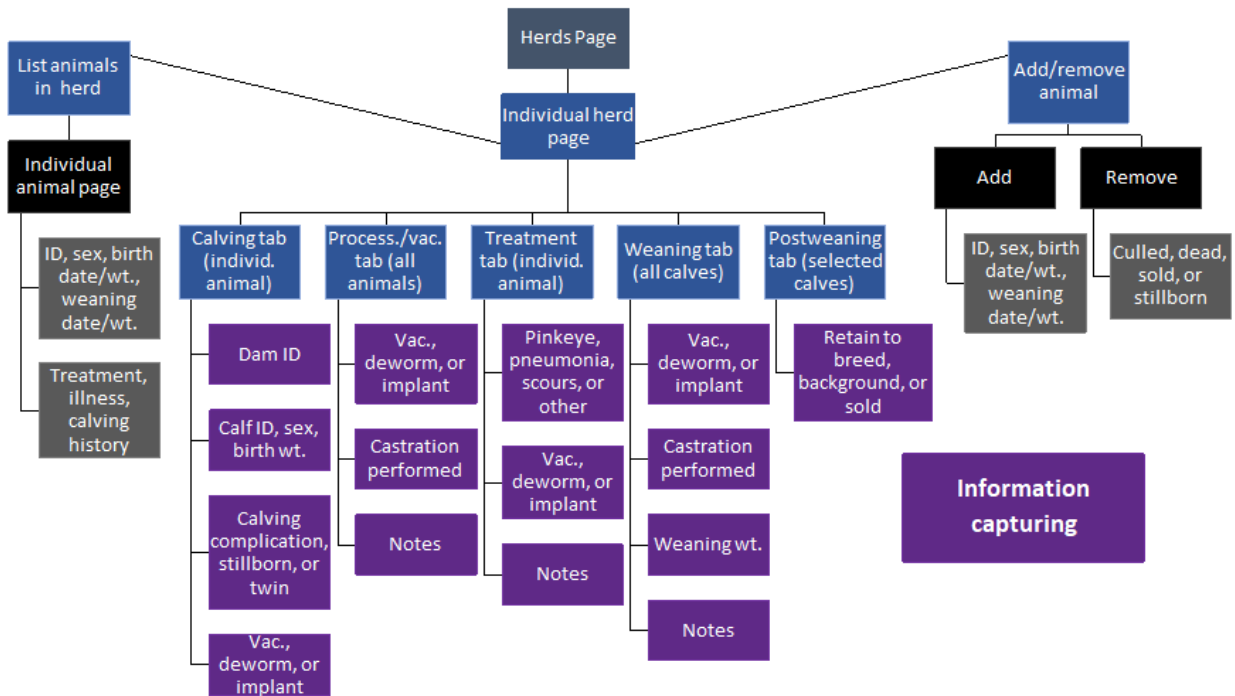 Herds Page
List animals
in herd
Individual herd
page
Add/remove
animal
Individual
animal page
ID, sex, birth
date/wt.,
weaning
date/wt.
Treatment,
illness,
calving
history
Add
Remove
ID, sex, birth
date/wt.,
weaning
date/wt.
Culled, dead,
sold, or
stillborn
Calving tab
(individ.
animal)
Dam ID
Calf ID, sex,
birth wt.
Calving
complication,
stillborn, or
twin
Vac.,
deworm, or
implant
Process./vac.
tab (all
animals)
Vac.,
deworm, or
implant
Castration
performed
Notes
Treatment
tab (individ.
animal)
Pinkeye,
pneumonia,
scours, or
other
Vac.,
deworm, or
implant
Notes
Weaning tab
(all calves)
Vac.,
deworm, or
implant
Castration
performed
Weaning wt.
Notes
Postweaning
tab (selected
calves)
Retain to
breed,
background, or
sold
Information
capturing